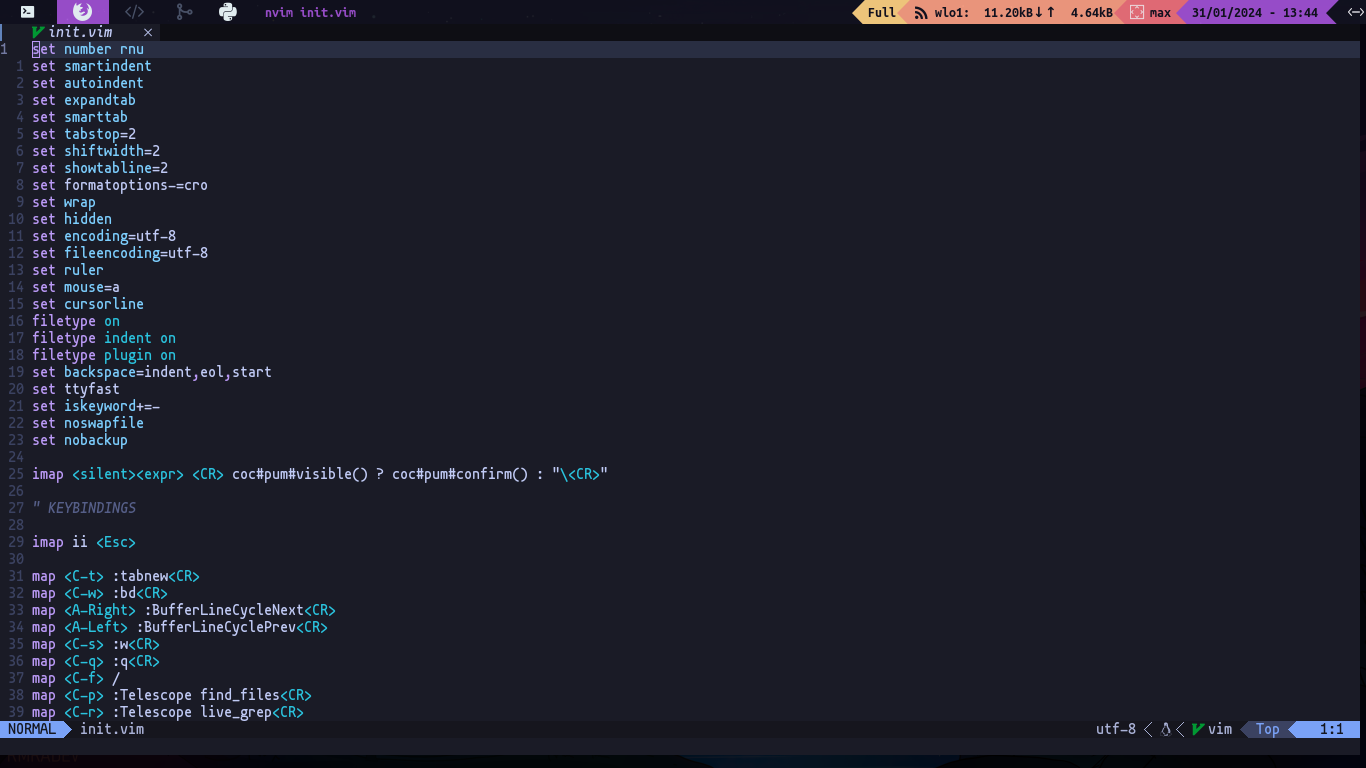 nvim init.vim Full wlo1: 11.20kB↓↑ 4.64kB max 31/01/2024 - 13:44
init.vim ×
1 set number rnu
1 set smartindent
2 set autoindent
3 set expandtab
4 set smarttab
5 set tabstop=2
6 set shiftwidth=2
7 set showtabline=2
8 set formatoptions-=cro
9 set wrap
10 set hidden
11 set encoding=utf-8
12 set fileencoding=utf-8
13 set ruler
14 set mouse=a
15 set cursorline
16 filetype on
17 filetype indent on
18 filetype plugin on
19 set backspace=indent,eol,start
20 set ttyfast
21 set iskeyword+=-
22 set noswapfile
23 set nobackup
24
25 imap <silent><expr> <CR> coc#pum#visible() ? coc#pum#confirm() : "\<CR>"
26
27 " KEYBINDINGS
28
29 imap ii <Esc>
30
31 map <C-t> :tabnew<CR>
32 map <C-w> :bd<CR>
33 map <A-Right> :BufferLineCycleNext<CR>
34 map <A-Left> :BufferLineCyclePrev<CR>
35 map <C-s> :w<CR>
36 map <C-q> :q<CR>
37 map <C-f> /
38 map <C-p> :Telescope find_files<CR>
39 map <C-r> :Telescope live_grep<CR>
NORMAL init.vim utf-8 vim Top 1:1